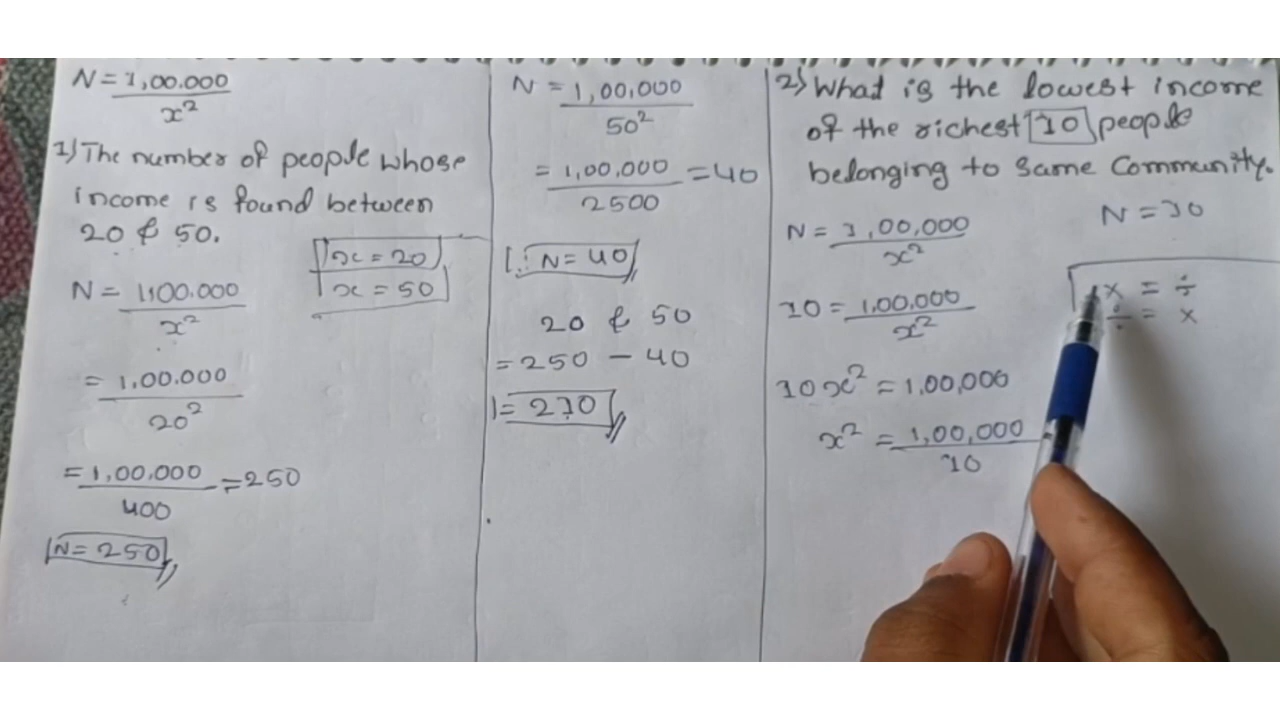 N = 1,00.000
x²
1) The number of people whose
income is found between
20 & 50.
x = 20
x = 50
N = 1,00.000
x²
= 1,00.000
20²
= 1,00,000 = 250
400
N = 250
N = 1,00,000
50²
= 1,00,000 = 40
2500
N = 40
20 & 50
= 250 - 40
= 210
2) What is the lowest income
of the richest 10 people
belonging to same community.
N = 10
N = 1,00,000
x²
10 = 1,00,000
x²
10x² = 1,00,000
x² = 1,00,000
10
x = ÷
÷ = x